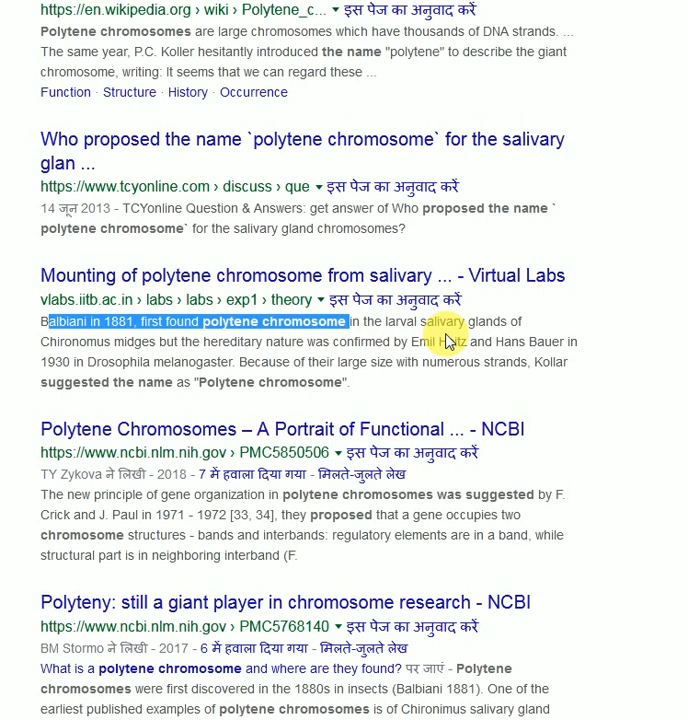 https://en.wikipedia.org › wiki › Polytene_c... ▾ इस पेज का अनुवाद करें
Polytene chromosomes are large chromosomes which have thousands of DNA strands. ...
The same year, P.C. Koller hesitantly introduced the name "polytene" to describe the giant
chromosome, writing: It seems that we can regard these ...
Function · Structure · History · Occurrence
Who proposed the name `polytene chromosome` for the salivary
glan ...
https://www.tcyonline.com › discuss › que ▾ इस पेज का अनुवाद करें
14 जून 2013 - TCYonline Question & Answers: get answer of Who proposed the name `
polytene chromosome` for the salivary gland chromosomes?
Mounting of polytene chromosome from salivary ... - Virtual Labs
vlabs.iitb.ac.in › labs › labs › exp1 › theory ▾ इस पेज का अनुवाद करें
Balbiani in 1881, first found polytene chromosome in the larval salivary glands of
Chironomus midges but the hereditary nature was confirmed by Emil Heitz and Hans Bauer in
1930 in Drosophila melanogaster. Because of their large size with numerous strands, Kollar
suggested the name as "Polytene chromosome".
Polytene Chromosomes – A Portrait of Functional ... - NCBI
https://www.ncbi.nlm.nih.gov › PMC5850506 ▾ इस पेज का अनुवाद करें
TY Zykova ने लिखी - 2018 - 7 में हवाला दिया गया - मिलते-जुलते लेख
The new principle of gene organization in polytene chromosomes was suggested by F.
Crick and J. Paul in 1971 - 1972 [33, 34], they proposed that a gene occupies two
chromosome structures - bands and interbands: regulatory elements are in a band, while
structural part is in neighboring interband (F.
Polyteny: still a giant player in chromosome research - NCBI
https://www.ncbi.nlm.nih.gov › PMC5768140 ▾ इस पेज का अनुवाद करें
BM Stormo ने लिखी - 2017 - 6 में हवाला दिया गया - मिलते-जुलते लेख
What is a polytene chromosome and where are they found? पर जाएं - Polytene
chromosomes were first discovered in the 1880s in insects (Balbiani 1881). One of the
earliest published examples of polytene chromosomes is of Chironimus salivary gland